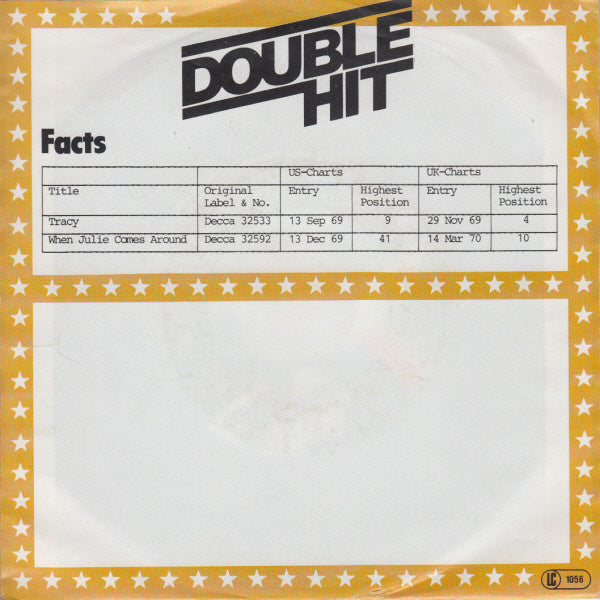 DOUBLE
HIT
Facts
US-Charts UK-Charts
Title Original Label & No. Entry Highest Position Entry Highest Position
Tracy Decca 32533 13 Sep 69 9 29 Nov 69 4
When Julie Comes Around Decca 32592 13 Dec 69 41 14 Mar 70 10
LC 1056